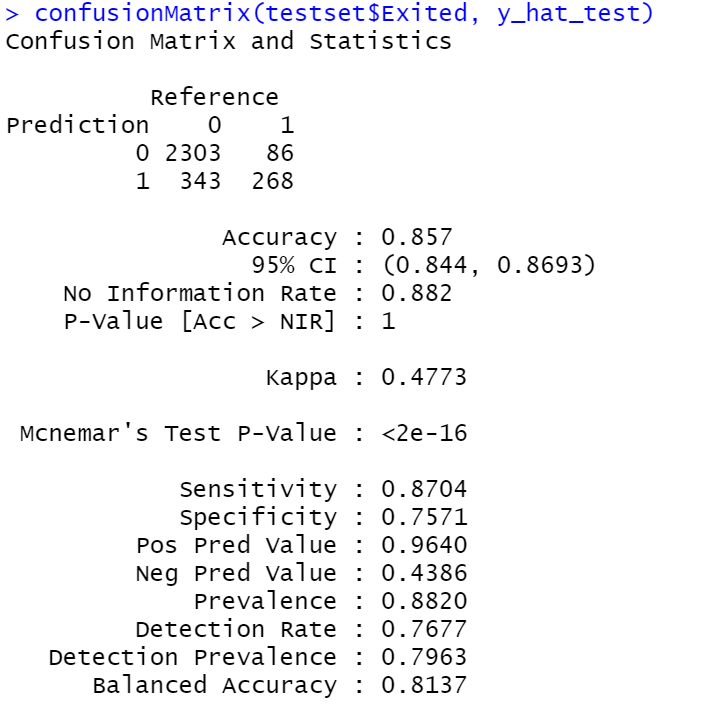 > confusionMatrix(testset$Exited, y_hat_test)
Confusion Matrix and Statistics
Reference
Prediction 0 1
0 2303 86
1 343 268
Accuracy : 0.857
95% CI : (0.844, 0.8693)
No Information Rate : 0.882
P-Value [Acc > NIR] : 1
Kappa : 0.4773
Mcnemar's Test P-Value : <2e-16
Sensitivity : 0.8704
Specificity : 0.7571
Pos Pred Value : 0.9640
Neg Pred Value : 0.4386
Prevalence : 0.8820
Detection Rate : 0.7677
Detection Prevalence : 0.7963
Balanced Accuracy : 0.8137